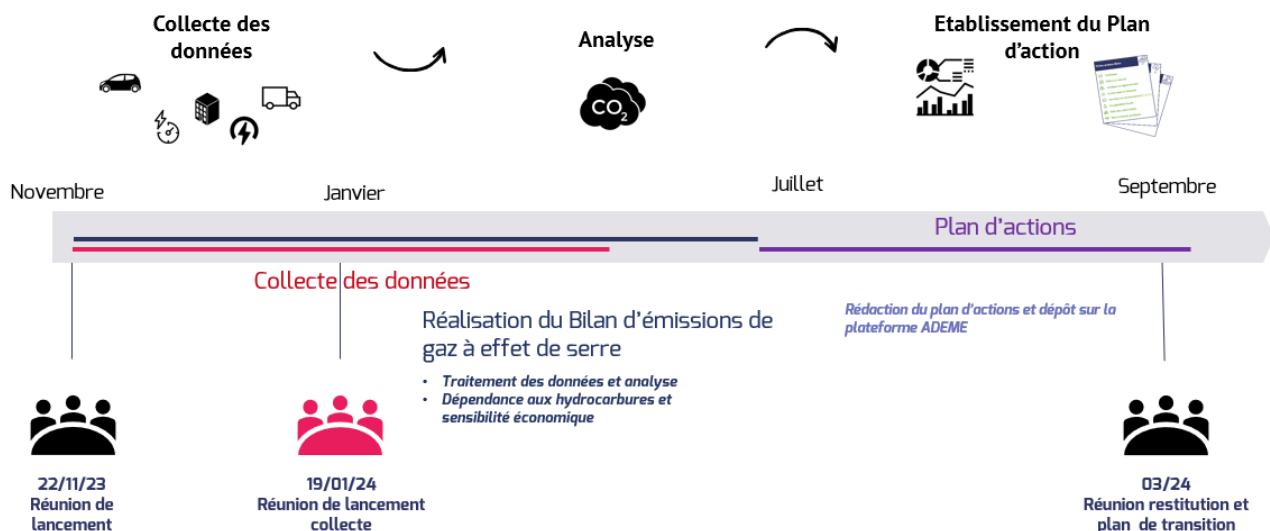 Collecte des
données
Analyse
Etablissement du Plan
d'action
CO2
Novembre
Janvier
Juillet
Septembre
Plan d'actions
Collecte des données
Réalisation du Bilan d'émissions de
gaz à effet de serre
• Traitement des données et analyse
• Dépendance aux hydrocarbures et
sensibilité économique
Rédaction du plan d'actions et dépôt sur la
plateforme ADEME
22/11/23
Réunion de
lancement
19/01/24
Réunion de lancement
collecte
03/24
Réunion restitution et
plan de transition